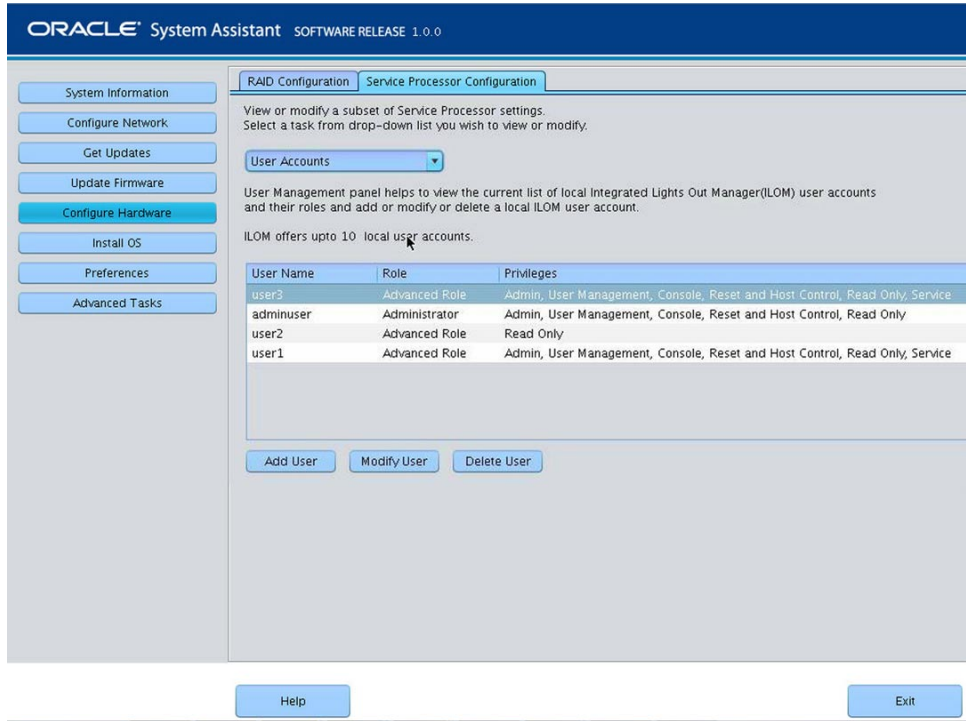 ORACLE System Assistant SOFTWARE RELEASE 1.0.0
System Information
Configure Network
Get Updates
Update Firmware
Configure Hardware
Install OS
Preferences
Advanced Tasks
RAID Configuration Service Processor Configuration
View or modify a subset of Service Processor settings.
Select a task from drop-down list you wish to view or modify.
User Accounts
User Management panel helps to view the current list of local Integrated Lights Out Manager(ILOM) user accounts
and their roles and add or modify or delete a local ILOM user account.
ILOM offers upto 10 local user accounts.
User Name Role Privileges
user3 Advanced Role Admin, User Management, Console, Reset and Host Control, Read Only, Service
adminuser Administrator Admin, User Management, Console, Reset and Host Control, Read Only
user2 Advanced Role Read Only
user1 Advanced Role Admin, User Management, Console, Reset and Host Control, Read Only, Service
Add User Modify User Delete User
Help Exit